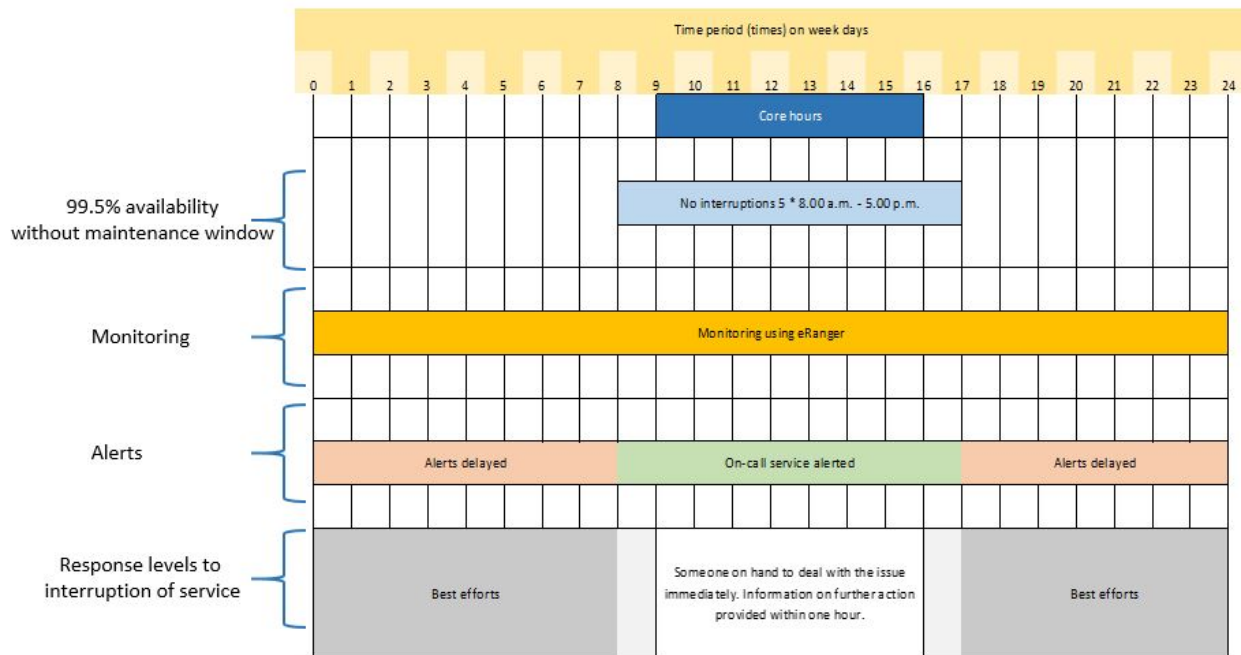 Time period (times) on week days
0 1 2 3 4 5 6 7 8 9 10 11 12 13 14 15 16 17 18 19 20 21 22 23 24
Core hours
99.5% availability
without maintenance window
No interruptions 5 * 8.00 a.m. - 5.00 p.m.
Monitoring
Monitoring using eRanger
Alerts
Alerts delayed
On-call service alerted
Alerts delayed
Response levels to
interruption of service
Best efforts
Someone on hand to deal with the issue
immediately. Information on further action
provided within one hour.
Best efforts